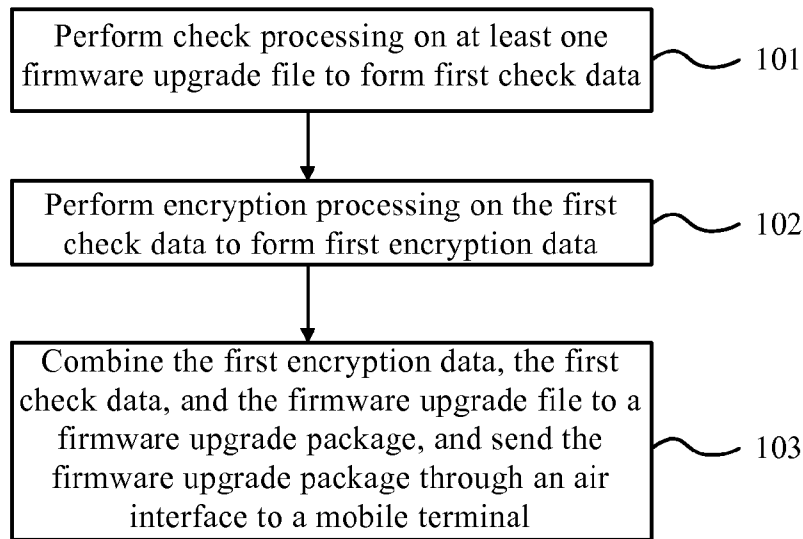 Perform check processing on at least one
firmware upgrade file to form first check data
101
Perform encryption processing on the first
check data to form first encryption data
102
Combine the first encryption data, the first
check data, and the firmware upgrade file to a
firmware upgrade package, and send the
firmware upgrade package through an air
interface to a mobile terminal
103